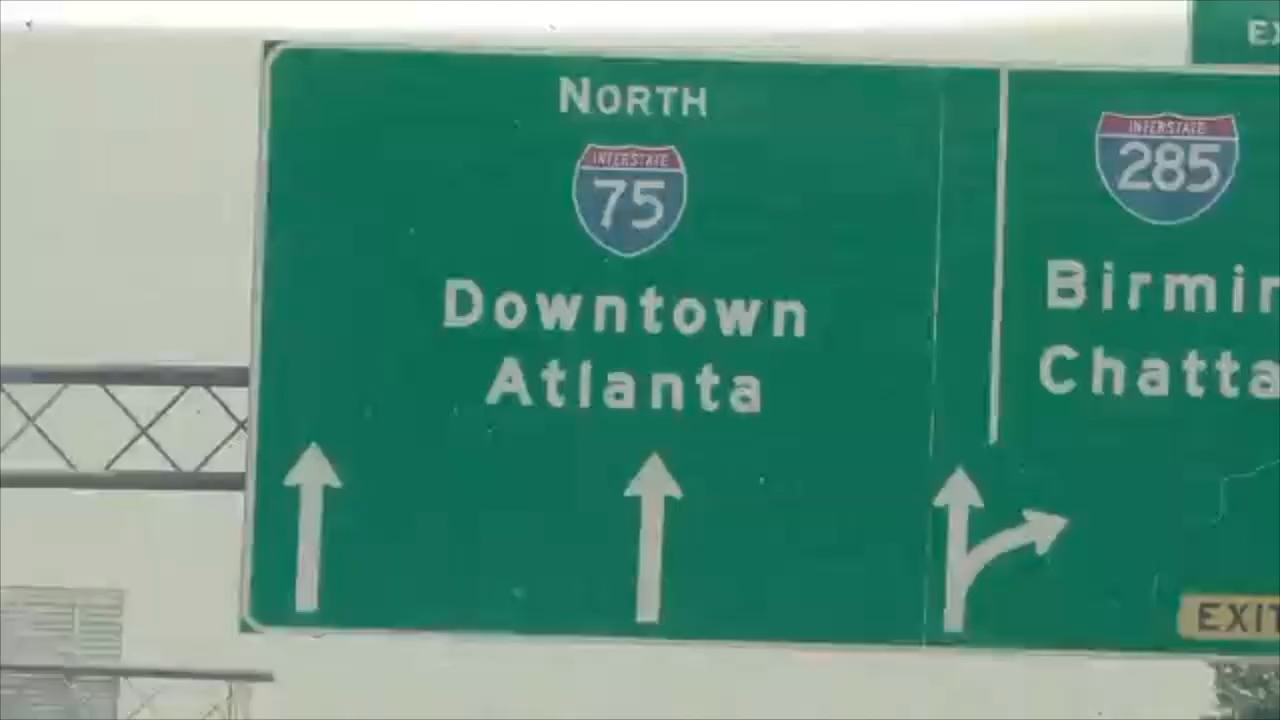 NORTH
INTERSTATE
75
Downtown
Atlanta
INTERSTATE
285
EXIT